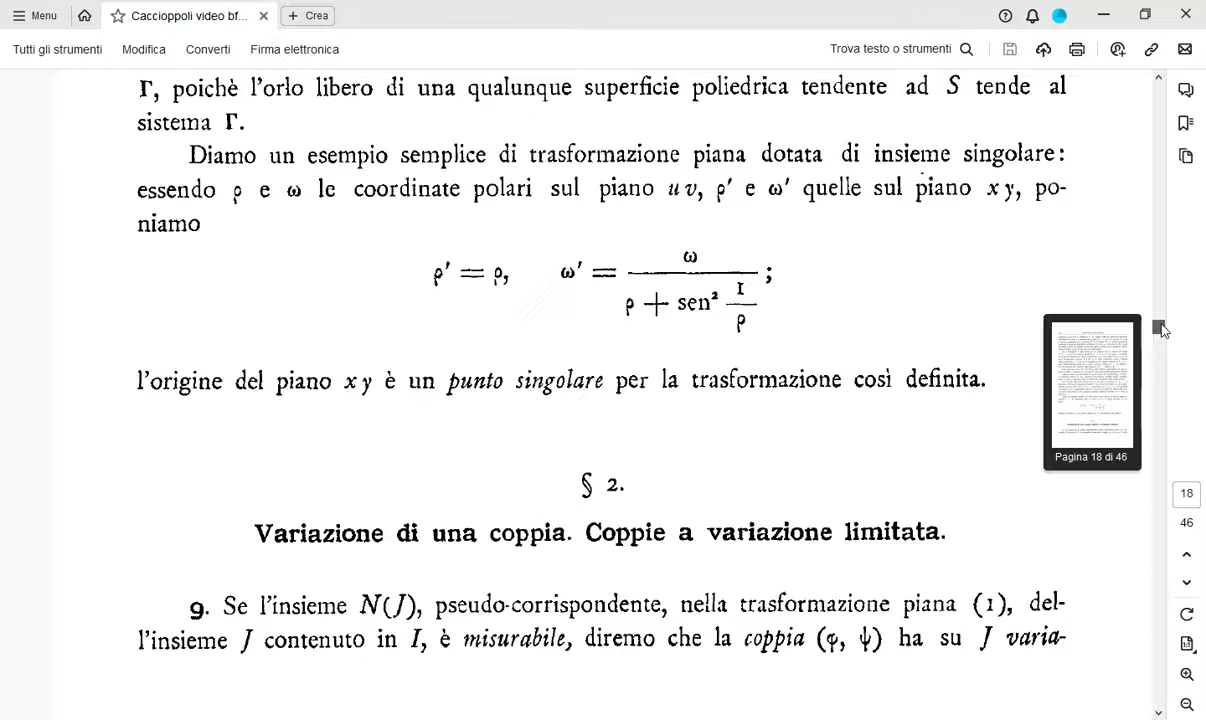 Menu
Caccioppoli video bf...
Crea
Tutti gli strumenti Modifica Converti Firma elettronica Trova testo o strumenti
Γ, poichè l'orlo libero di una qualunque superficie poliedrica tendente ad S tende al
sistema Γ.
Diamo un esempio semplice di trasformazione piana dotata di insieme singolare:
essendo ρ e ω le coordinate polari sul piano u v, ρ′ e ω′ quelle sul piano x y, po-
niamo
ρ′ = ρ, ω′ = ω / (ρ + sen² 1/ρ) ;
l'origine del piano x y è un punto singolare per la trasformazione così definita.
Pagina 18 di 46
§ 2.
18
46
Variazione di una coppia. Coppie a variazione limitata.
9. Se l'insieme N(J), pseudo-corrispondente, nella trasformazione piana (1), del-
l'insieme J contenuto in I, è misurabile, diremo che la coppia (φ, ψ) ha su J varia-